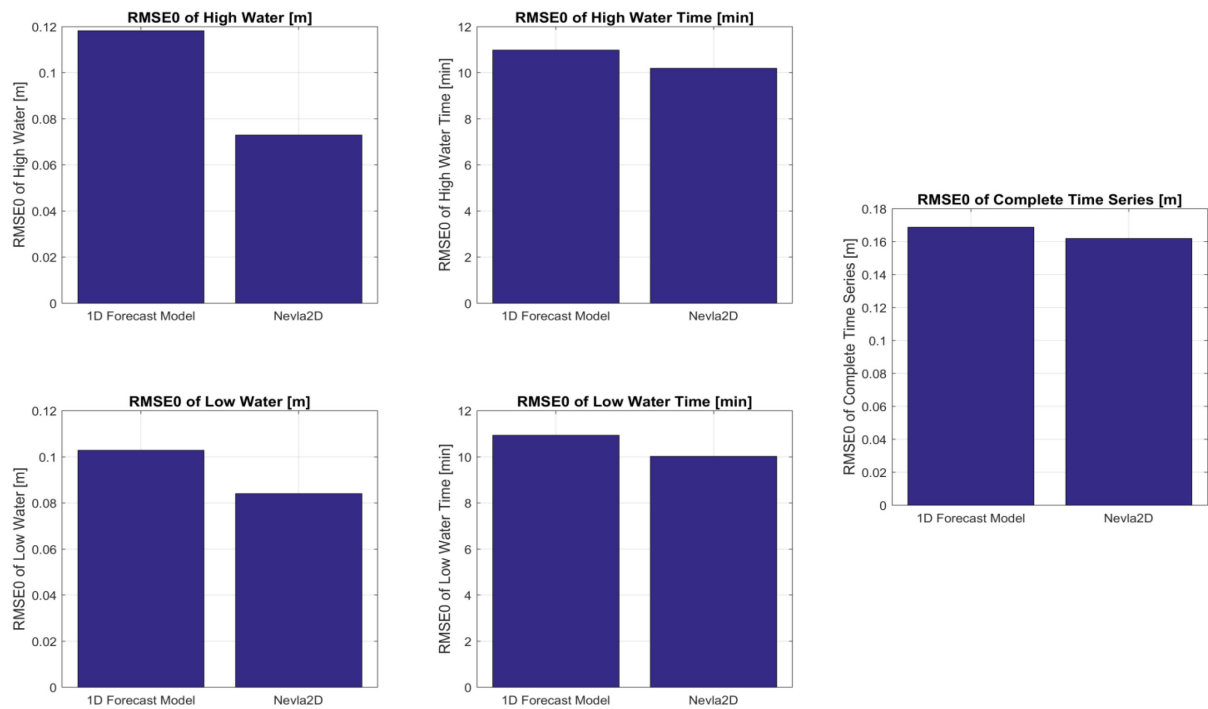 RMSE0 of High Water [m]
RMSE0 of High Water [m]
0.12
0.1
0.08
0.06
0.04
0.02
0
1D Forecast Model Nevla2D
RMSE0 of High Water Time [min]
RMSE0 of High Water Time [min]
12
10
8
6
4
2
0
1D Forecast Model Nevla2D
RMSE0 of Complete Time Series [m]
RMSE0 of Complete Time Series [m]
0.18
0.16
0.14
0.12
0.1
0.08
0.06
0.04
0.02
0
1D Forecast Model Nevla2D
RMSE0 of Low Water [m]
RMSE0 of Low Water [m]
0.12
0.1
0.08
0.06
0.04
0.02
0
1D Forecast Model Nevla2D
RMSE0 of Low Water Time [min]
RMSE0 of Low Water Time [min]
12
10
8
6
4
2
0
1D Forecast Model Nevla2D